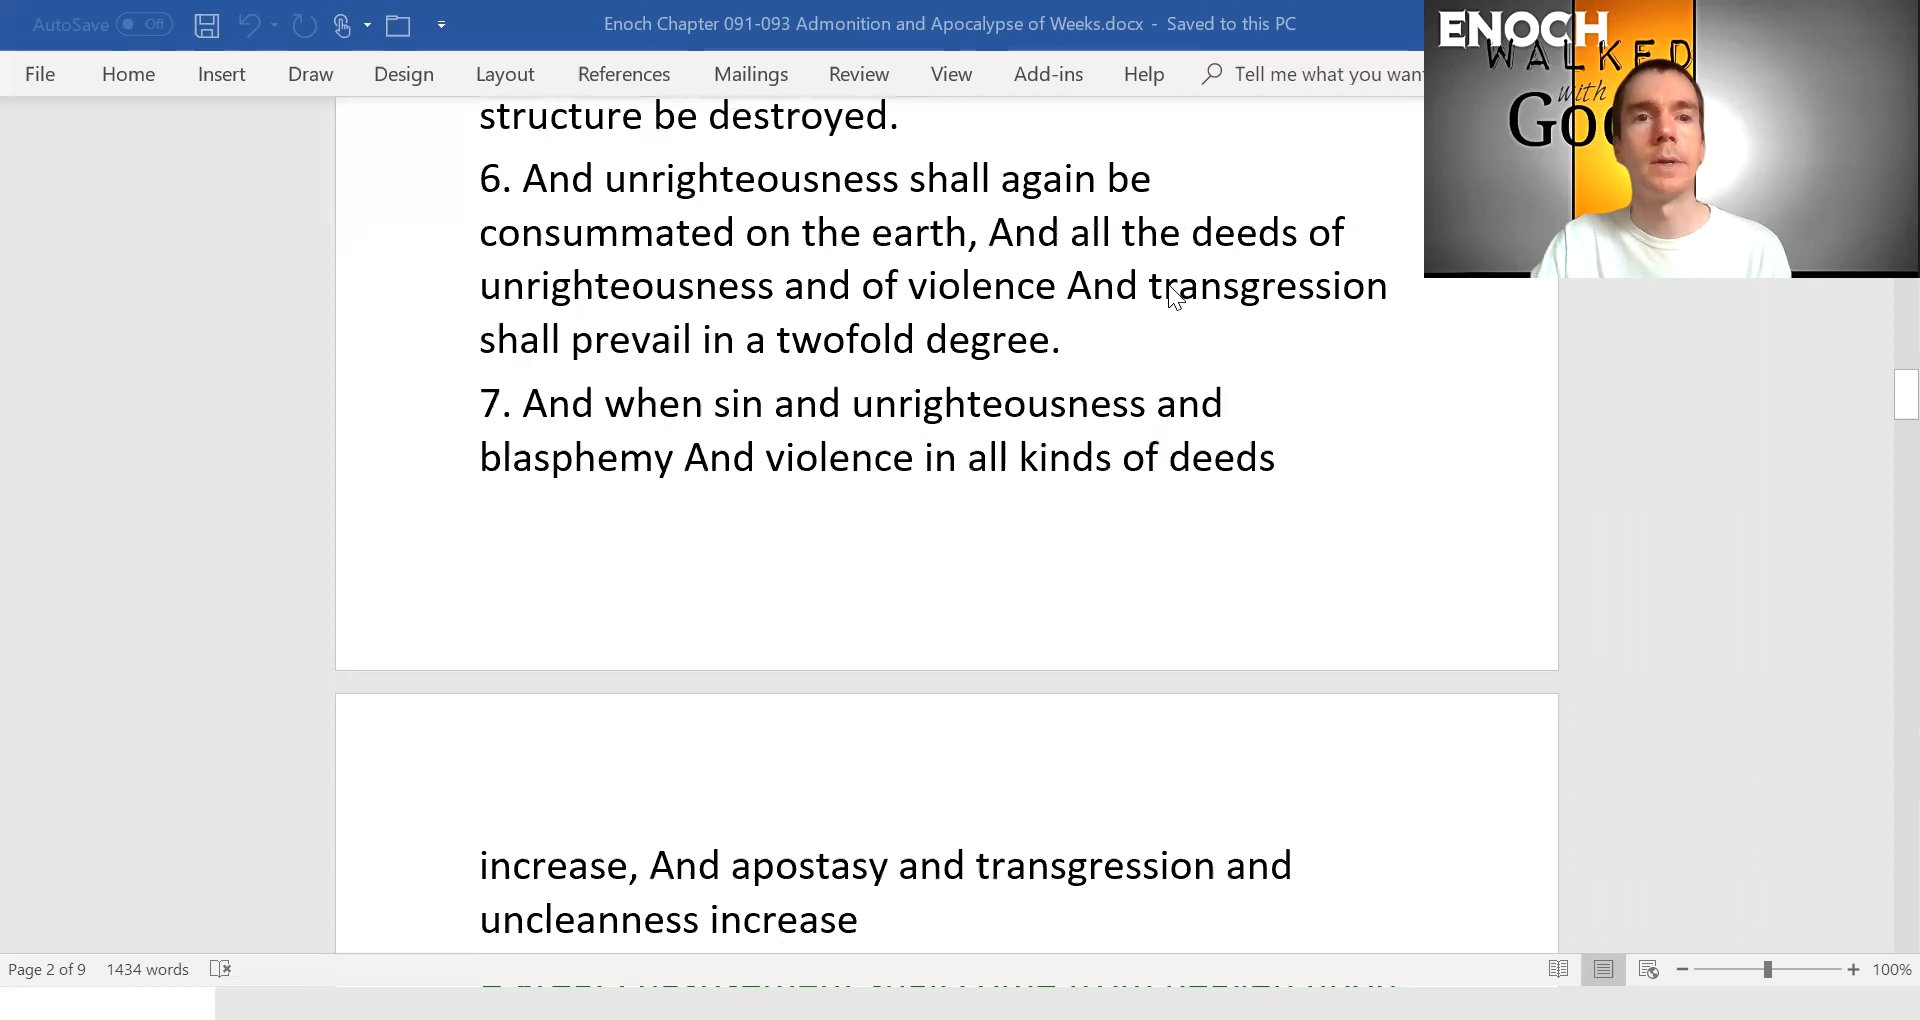 AutoSave Off
Enoch Chapter 091-093 Admonition and Apocalypse of Weeks.docx - Saved to this PC
File Home Insert Draw Design Layout References Mailings Review View Add-ins Help Tell me what you want
ENOCH
WALKED
with
God
structure be destroyed.
6. And unrighteousness shall again be
consummated on the earth, And all the deeds of
unrighteousness and of violence And transgression
shall prevail in a twofold degree.
7. And when sin and unrighteousness and
blasphemy And violence in all kinds of deeds
increase, And apostasy and transgression and
uncleanness increase
Page 2 of 9 1434 words
100%